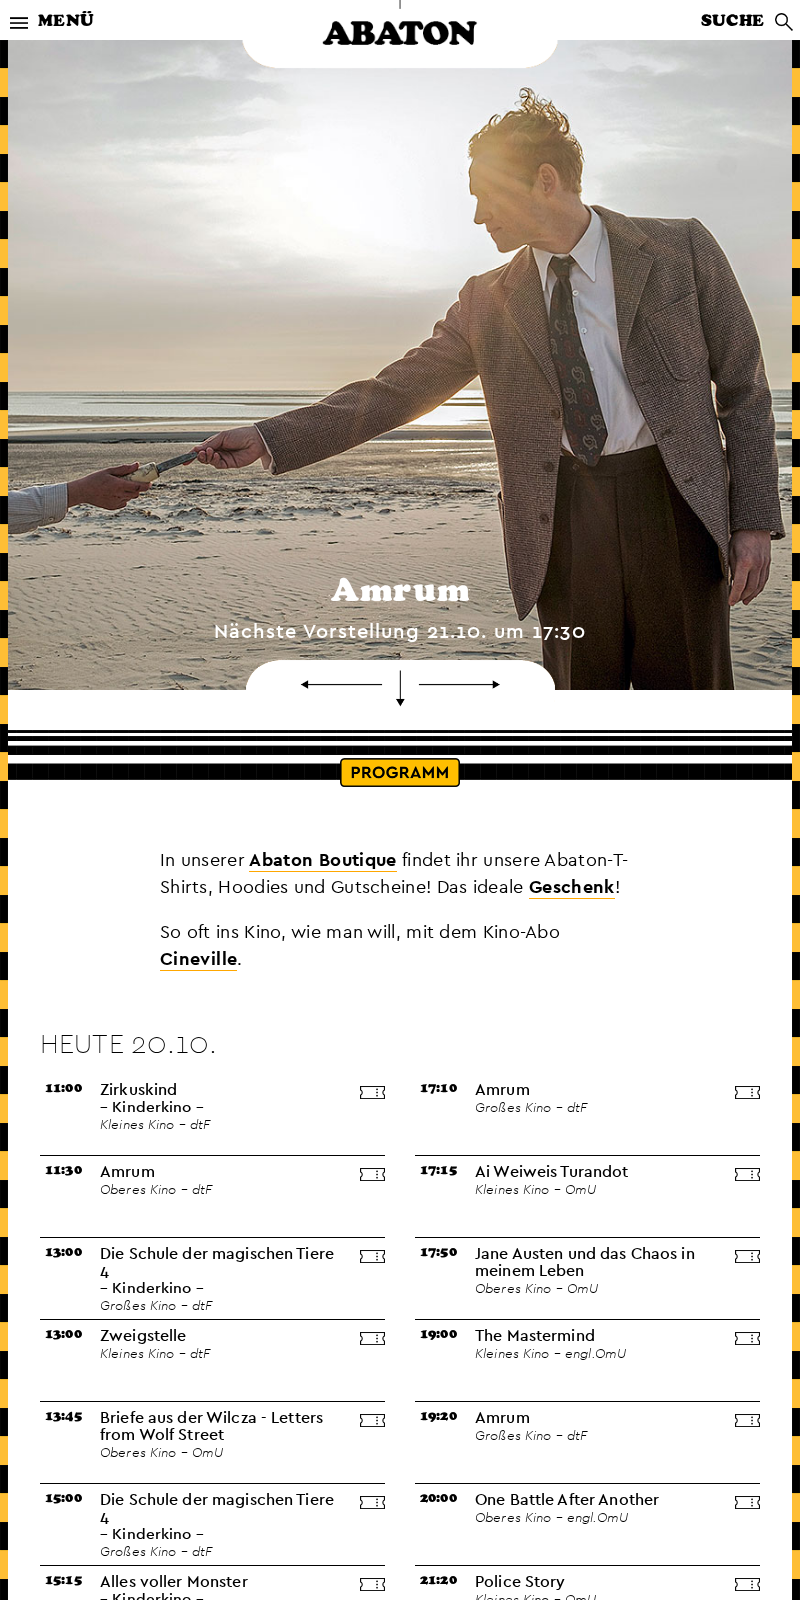 MENÜ
ABATON
SUCHE
Amrum
Nächste Vorstellung 21.10. um 17:30
PROGRAMM
In unserer Abaton Boutique findet ihr unsere Abaton-T-
Shirts, Hoodies und Gutscheine! Das ideale Geschenk!
So oft ins Kino, wie man will, mit dem Kino-Abo
Cineville.
HEUTE 20.10.
11:00 Zirkuskind
– Kinderkino –
Kleines Kino – dtF
11:30 Amrum
Oberes Kino – dtF
13:00 Die Schule der magischen Tiere
4
– Kinderkino –
Großes Kino – dtF
13:00 Zweigstelle
Kleines Kino – dtF
13:45 Briefe aus der Wilcza - Letters
from Wolf Street
Oberes Kino – OmU
15:00 Die Schule der magischen Tiere
4
– Kinderkino –
Großes Kino – dtF
15:15 Alles voller Monster
– Kinderkino –
17:10 Amrum
Großes Kino – dtF
17:15 Ai Weiweis Turandot
Kleines Kino – OmU
17:50 Jane Austen und das Chaos in
meinem Leben
Oberes Kino – OmU
19:00 The Mastermind
Kleines Kino – engl.OmU
19:20 Amrum
Großes Kino – dtF
20:00 One Battle After Another
Oberes Kino – engl.OmU
21:20 Police Story
Kleines Kino – OmU